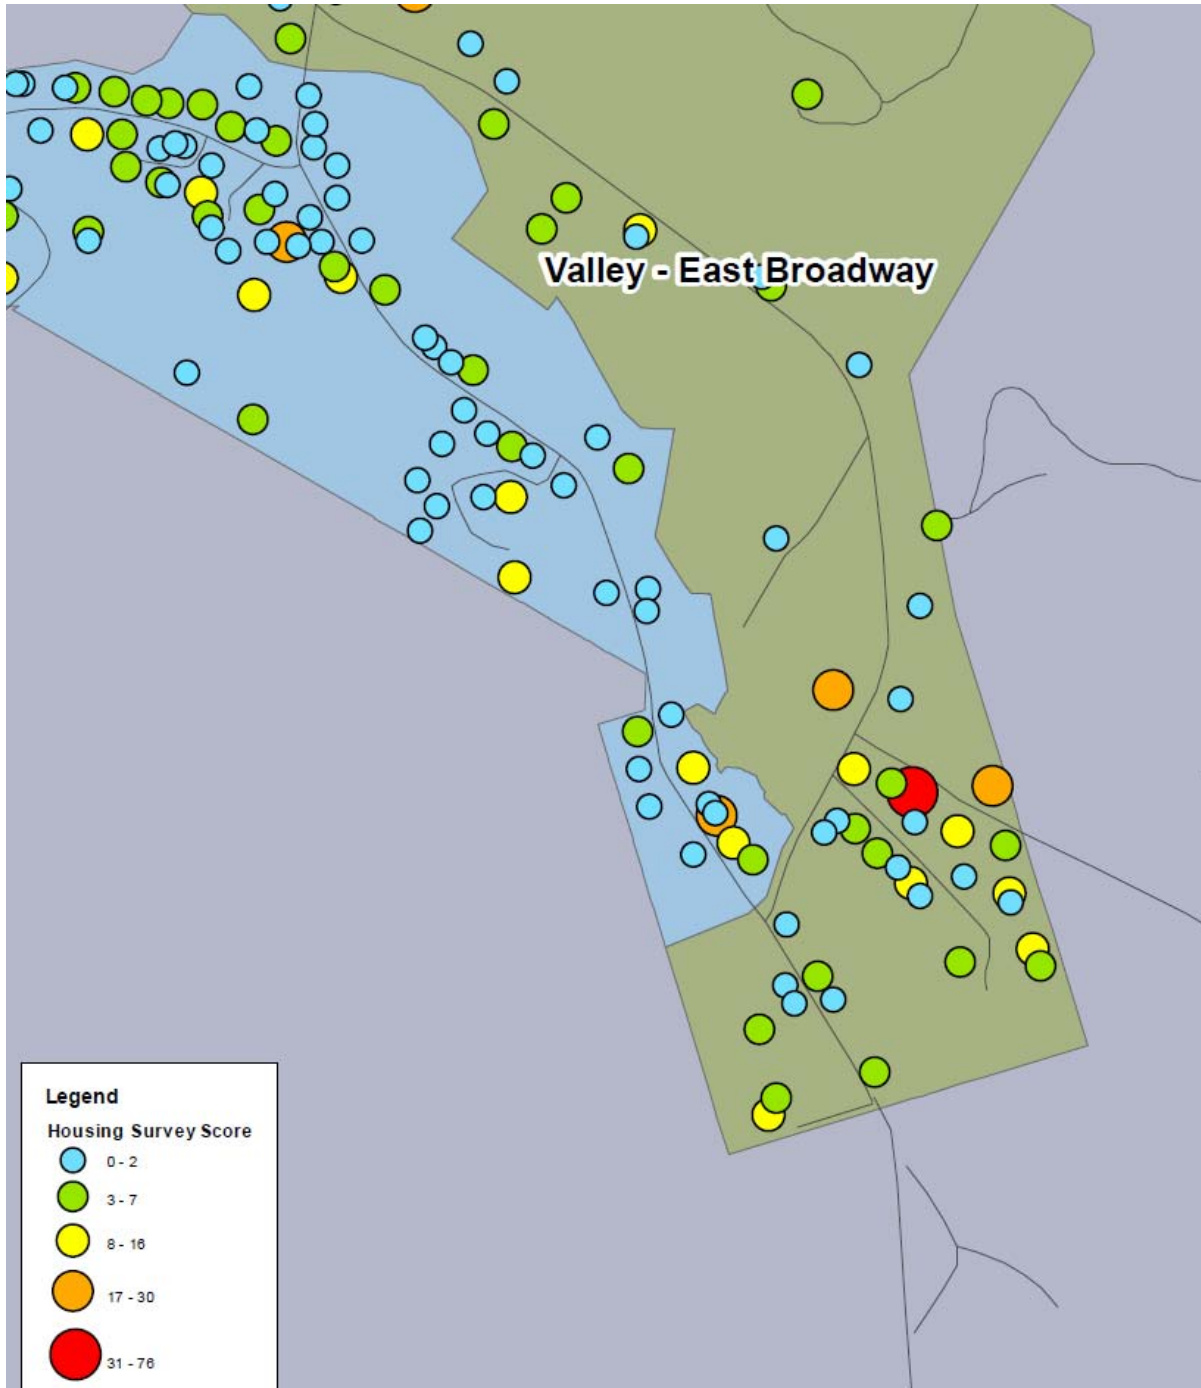 Valley - East Broadway
Legend
Housing Survey Score
0 - 2
3 - 7
8 - 16
17 - 30
31 - 76